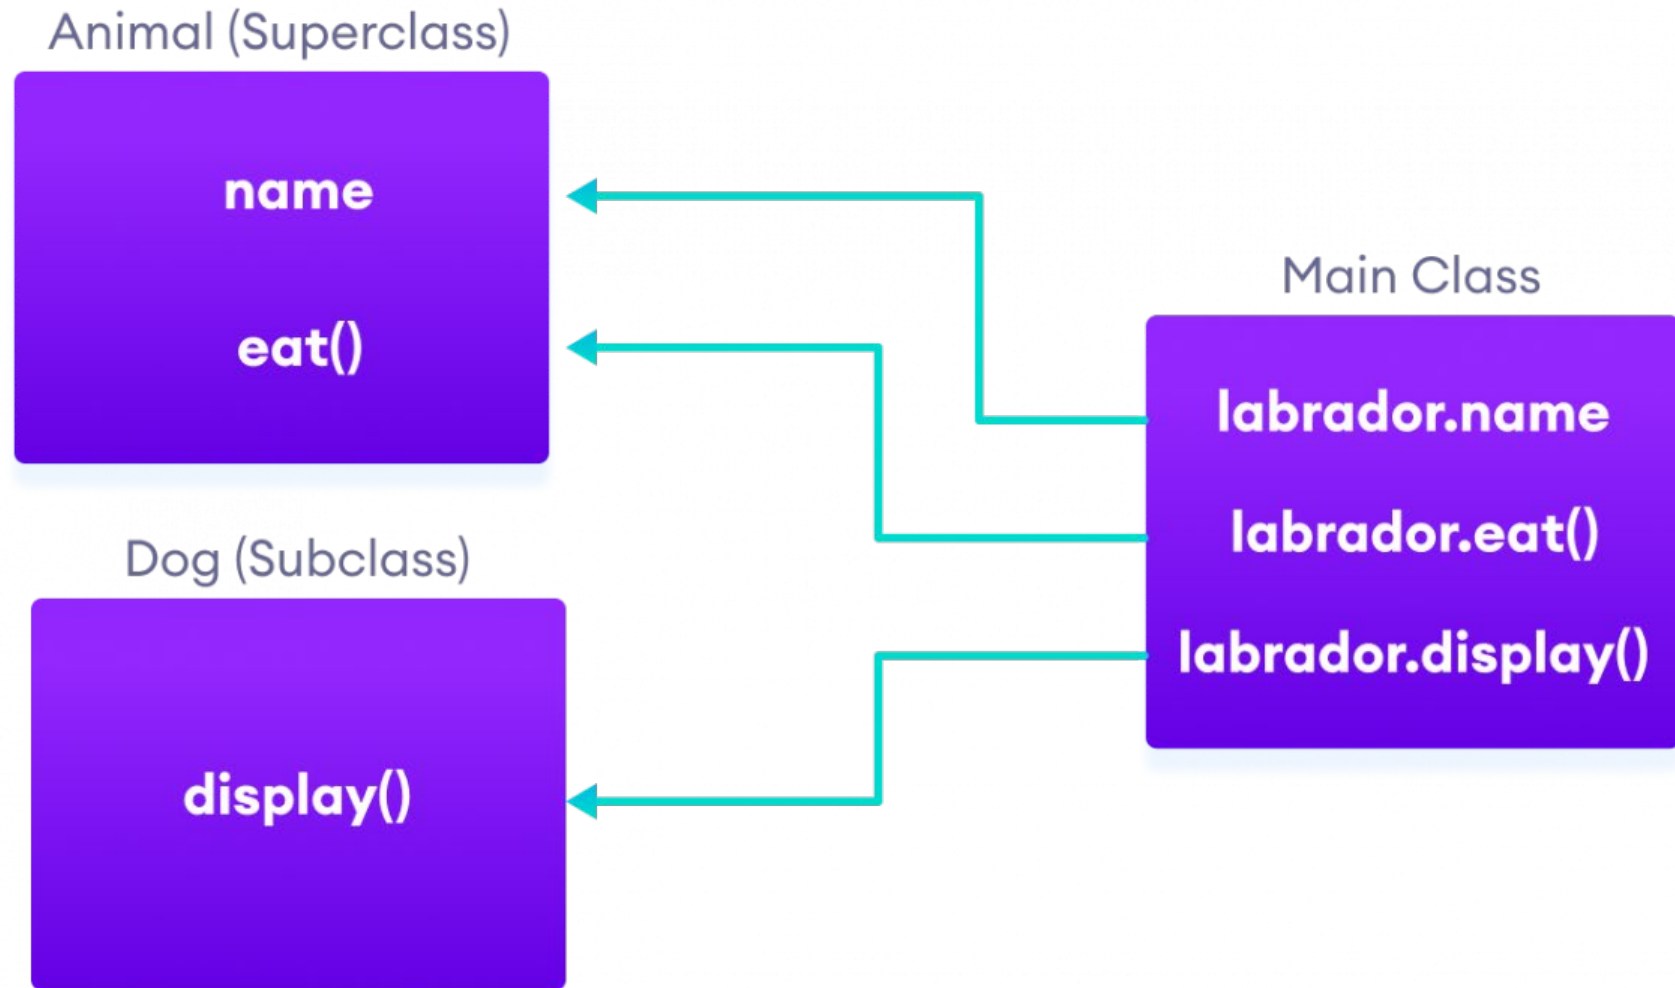 Animal (Superclass)
name
eat()
Dog (Subclass)
display()
Main Class
labrador.name
labrador.eat()
labrador.display()